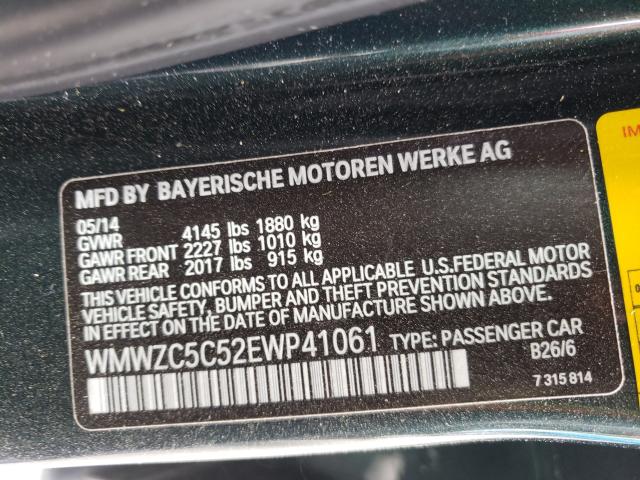 MFD BY BAYERISCHE MOTOREN WERKE AG
05/14
GVWR 4145 lbs 1880 kg
GAWR FRONT 2227 lbs 1010 kg
GAWR REAR 2017 lbs 915 kg
THIS VEHICLE CONFORMS TO ALL APPLICABLE U.S.FEDERAL MOTOR
VEHICLE SAFETY, BUMPER AND THEFT PREVENTION STANDARDS
IN EFFECT ON THE DATE OF MANUFACTURE SHOWN ABOVE.
WMWZC5C52EWP41061 TYPE: PASSENGER CAR
B26/6
7 315 814